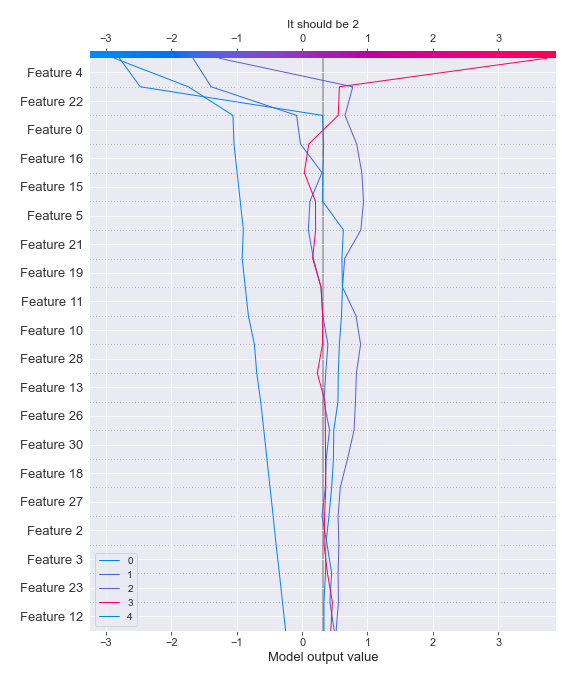 It should be 2
−3 −2 −1 0 1 2 3
Feature 4
Feature 22
Feature 0
Feature 16
Feature 15
Feature 5
Feature 21
Feature 19
Feature 11
Feature 10
Feature 28
Feature 13
Feature 26
Feature 30
Feature 18
Feature 27
Feature 2
Feature 3
Feature 23
Feature 12
0
1
2
3
4
−3 −2 −1 0 1 2 3
Model output value